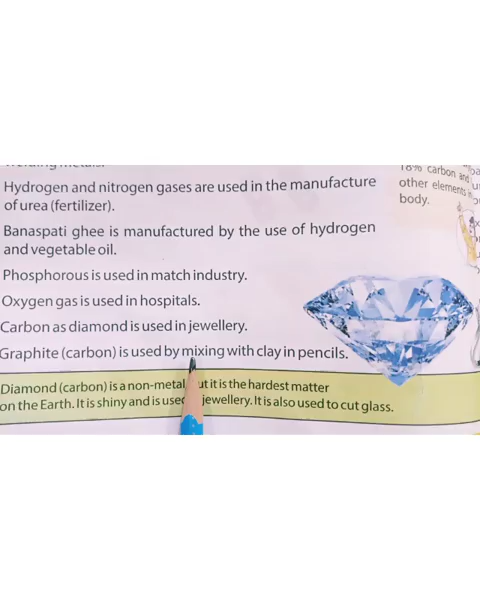 Hydrogen and nitrogen gases are used in the manufacture
of urea (fertilizer).
Banaspati ghee is manufactured by the use of hydrogen
and vegetable oil.
Phosphorous is used in match industry.
Oxygen gas is used in hospitals.
Carbon as diamond is used in jewellery.
Graphite (carbon) is used by mixing with clay in pencils.
Diamond (carbon) is a non-metal ut it is the hardest matter
on the Earth. It is shiny and is used jewellery. It is also used to cut glass.
18% carbon and
other elements in
body.